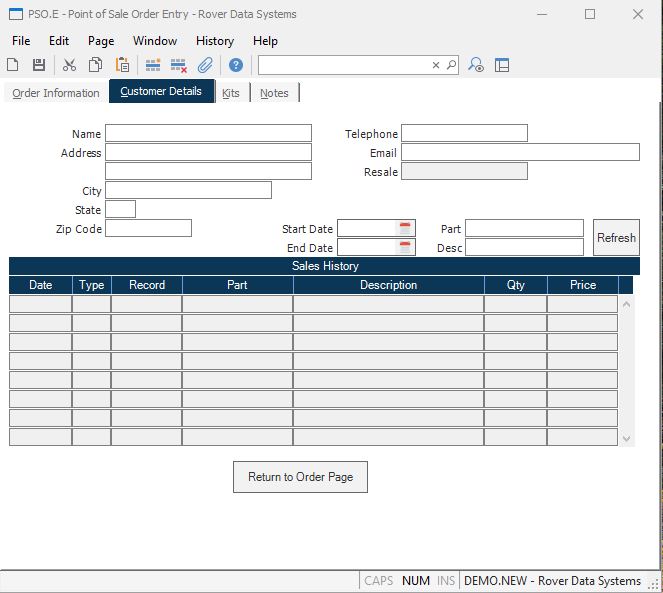 PSO.E - Point of Sale Order Entry - Rover Data Systems
File Edit Page Window History Help
Order Information Customer Details Kits Notes
Name Telephone
Address Email
Resale
City
State
Zip Code Start Date Part Refresh
End Date Desc
Sales History
Date Type Record Part Description Qty Price
Return to Order Page
CAPS NUM INS DEMO.NEW - Rover Data Systems